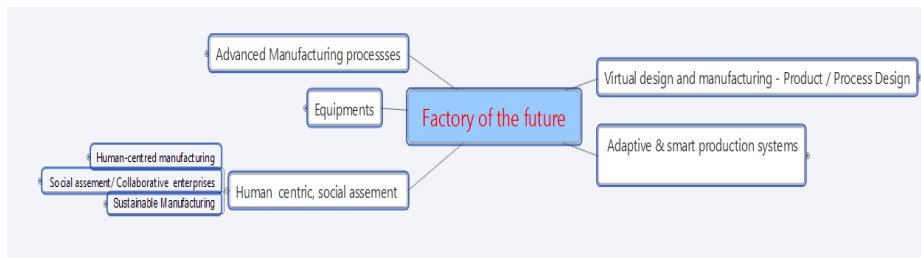 Advanced Manufacturing processses
Equipments
Human-centred manufacturing
Social assement/ Collaborative enterprises
Sustainable Manufacturing
Human centric, social assement
Factory of the future
Virtual design and manufacturing - Product / Process Design
Adaptive & smart production systems